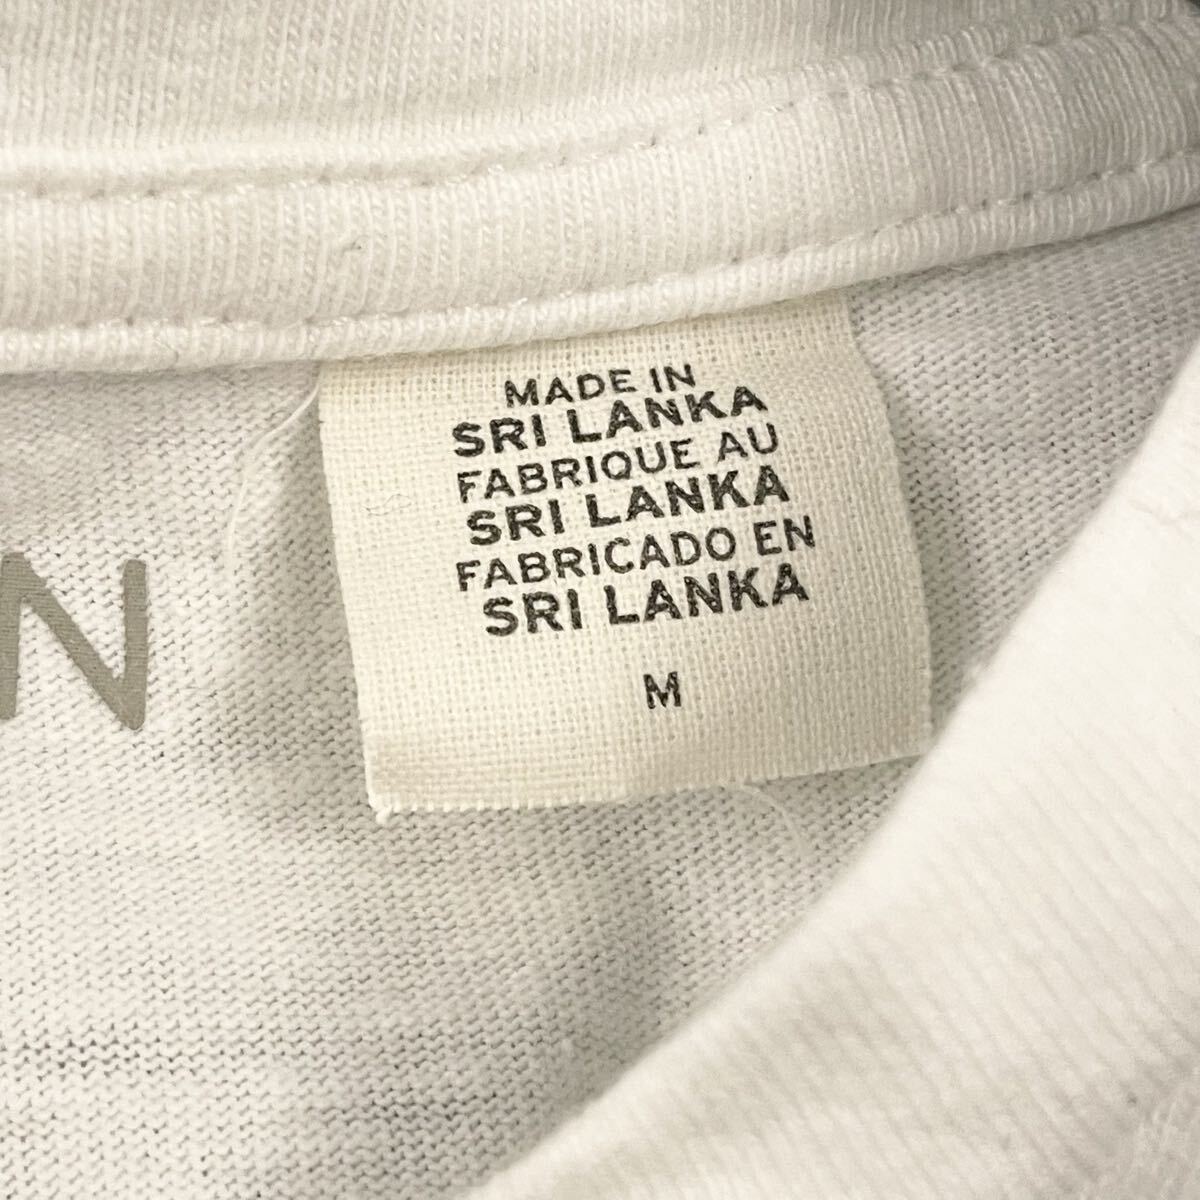 MADE IN
SRI LANKA
FABRIQUE AU
SRI LANKA
FABRICADO EN
SRI LANKA
M
N